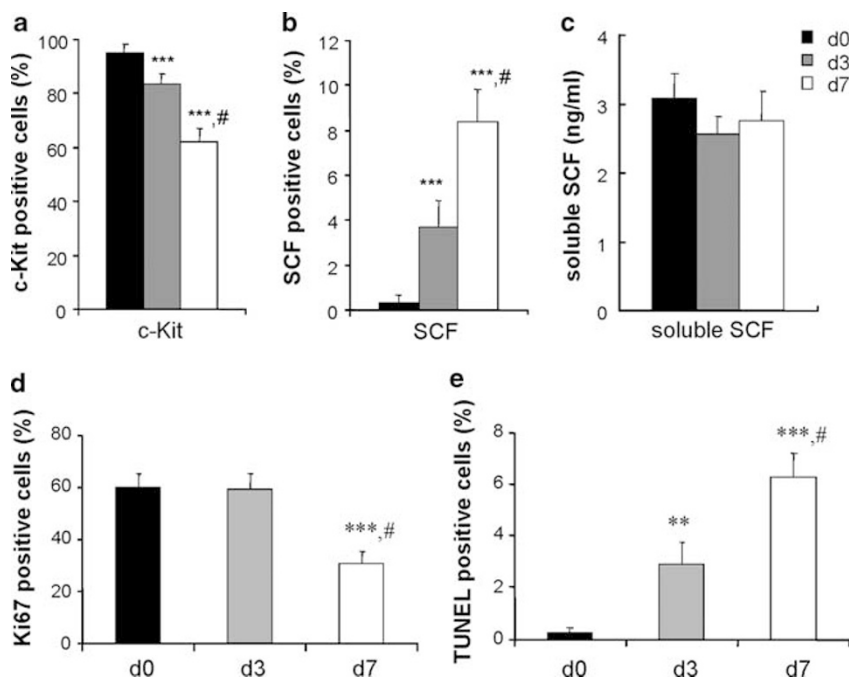 a
c-Kit positive cells (%)
100
80
60
40
20
0
***
***,#
c-Kit
b
SCF positive cells (%)
12
10
8
6
4
2
0
***
***,#
SCF
c
soluble SCF (ng/ml)
4
3
2
1
0
d0
d3
d7
soluble SCF
d
Ki67 positive cells (%)
80
60
40
20
0
***,#
d0 d3 d7
e
TUNEL positive cells (%)
8
6
4
2
0
**
***,#
d0 d3 d7